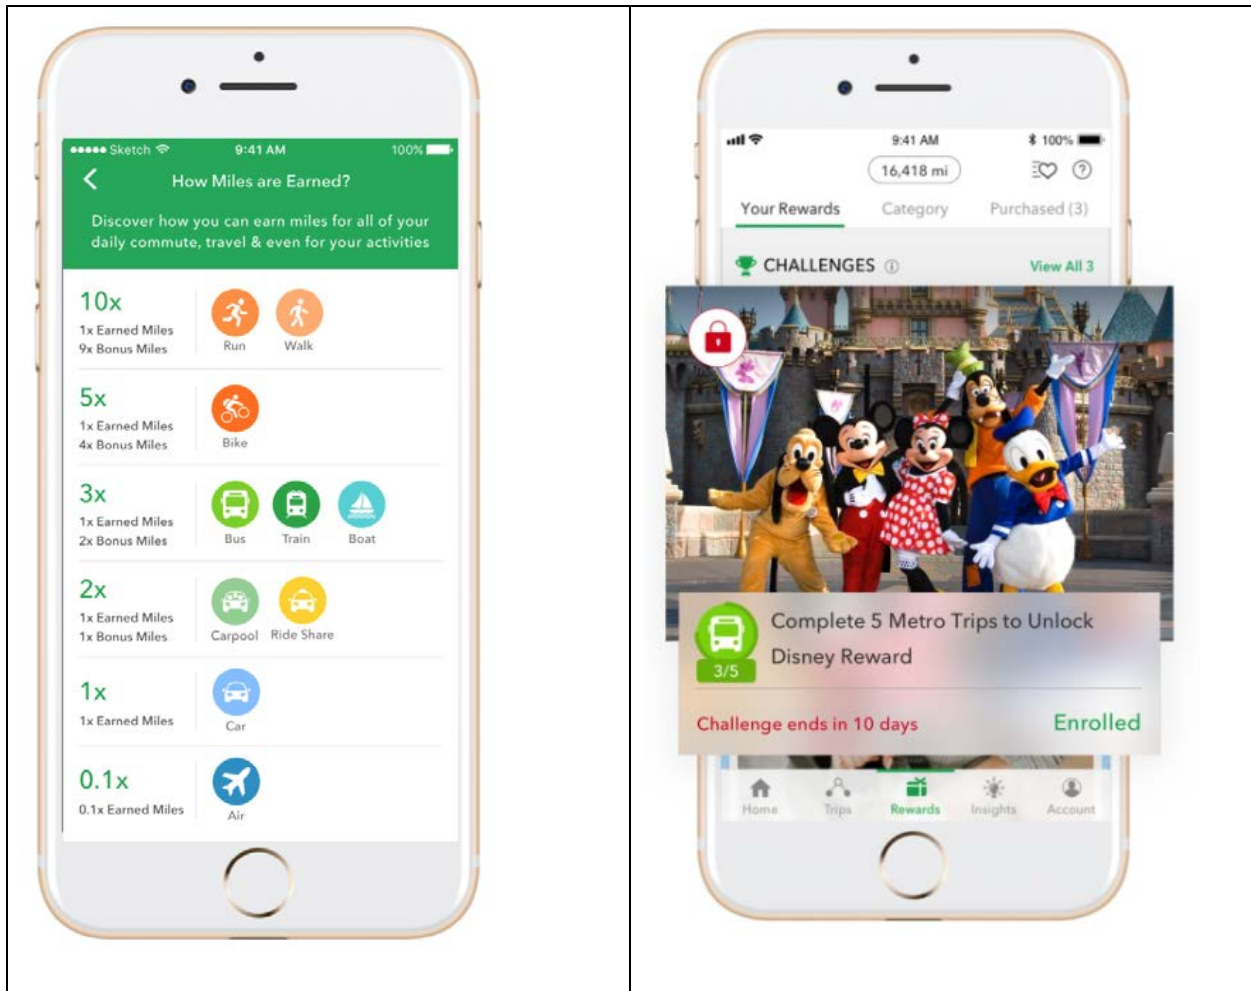 Sketch 9:41 AM 100%
How Miles are Earned?
Discover how you can earn miles for all of your
daily commute, travel & even for your activities
10x
1x Earned Miles
9x Bonus Miles
Run Walk
5x
1x Earned Miles
4x Bonus Miles
Bike
3x
1x Earned Miles
2x Bonus Miles
Bus Train Boat
2x
1x Earned Miles
1x Bonus Miles
Carpool Ride Share
1x
1x Earned Miles
Car
0.1x
0.1x Earned Miles
Air
9:41 AM 100%
16,418 mi ?
Your Rewards Category Purchased (3)
CHALLENGES i View All 3
Complete 5 Metro Trips to Unlock
Disney Reward
3/5
Challenge ends in 10 days Enrolled
Home Trips Rewards Insights Account